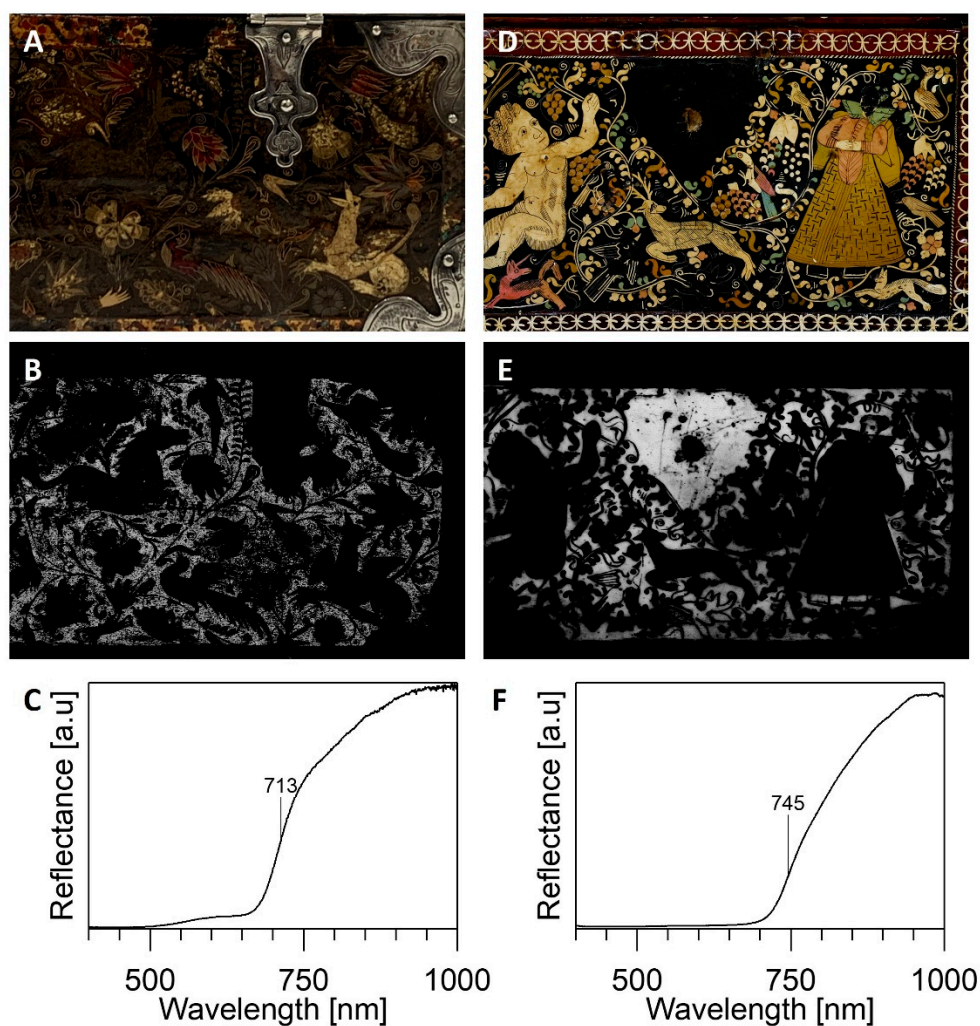 A
D
B
E
C
Reflectance [a.u]
713
500
750
1000
Wavelength [nm]
F
Reflectance [a.u]
745
500
750
1000
Wavelength [nm]